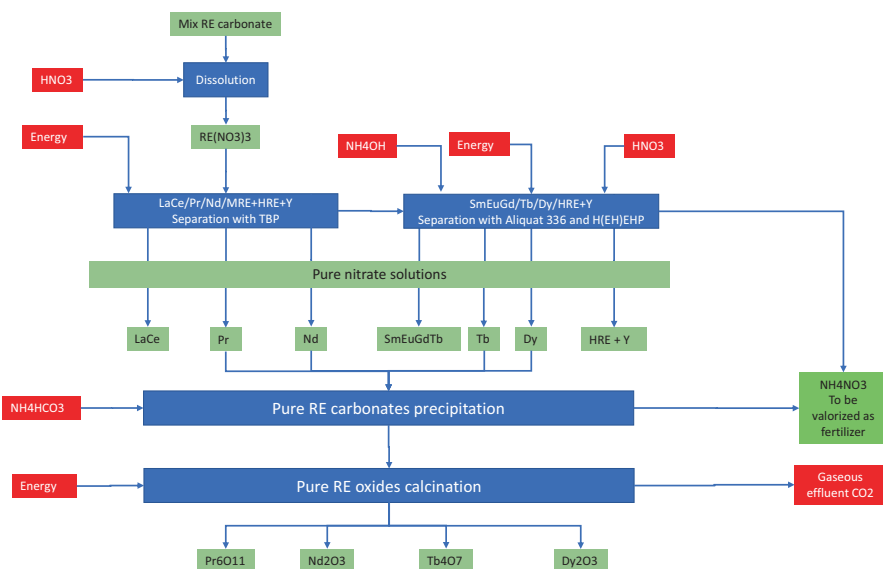 Mix RE carbonate
HNO3
Dissolution
Energy
RE(NO3)3
NH4OH
Energy
HNO3
LaCe/Pr/Nd/MRE+HRE+Y
Separation with TBP
SmEuGd/Tb/Dy/HRE+Y
Separation with Aliquat 336 and H(EH)EHP
Pure nitrate solutions
LaCe
Pr
Nd
SmEuGdTb
Tb
Dy
HRE + Y
NH4HCO3
Pure RE carbonates precipitation
NH4NO3
To be
valorized as
fertilizer
Energy
Pure RE oxides calcination
Gaseous
effluent CO2
Pr6O11
Nd2O3
Tb4O7
Dy2O3